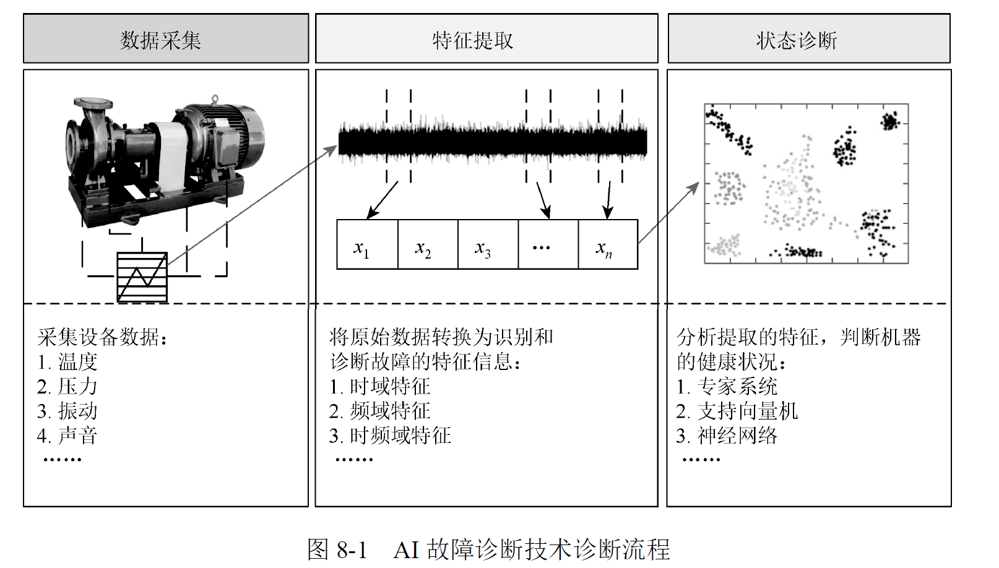 数据采集
特征提取
状态诊断
x1
x2
x3
…
xn
采集设备数据：
1. 温度
2. 压力
3. 振动
4. 声音
……
将原始数据转换为识别和
诊断故障的特征信息：
1. 时域特征
2. 频域特征
3. 时频域特征
……
分析提取的特征，判断机器
的健康状况：
1. 专家系统
2. 支持向量机
3. 神经网络
……
图 8-1 AI 故障诊断技术诊断流程